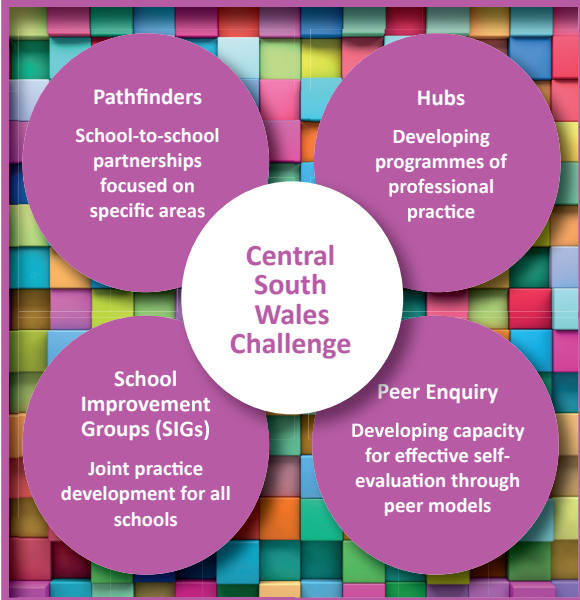 Pathfinders
School-to-school
partnerships
focused on
specific areas
Hubs
Developing
programmes of
professional
practice
Central
South
Wales
Challenge
School
Improvement
Groups (SIGs)
Joint practice
development for all
schools
Peer Enquiry
Developing capacity
for effective self-
evaluation through
peer models